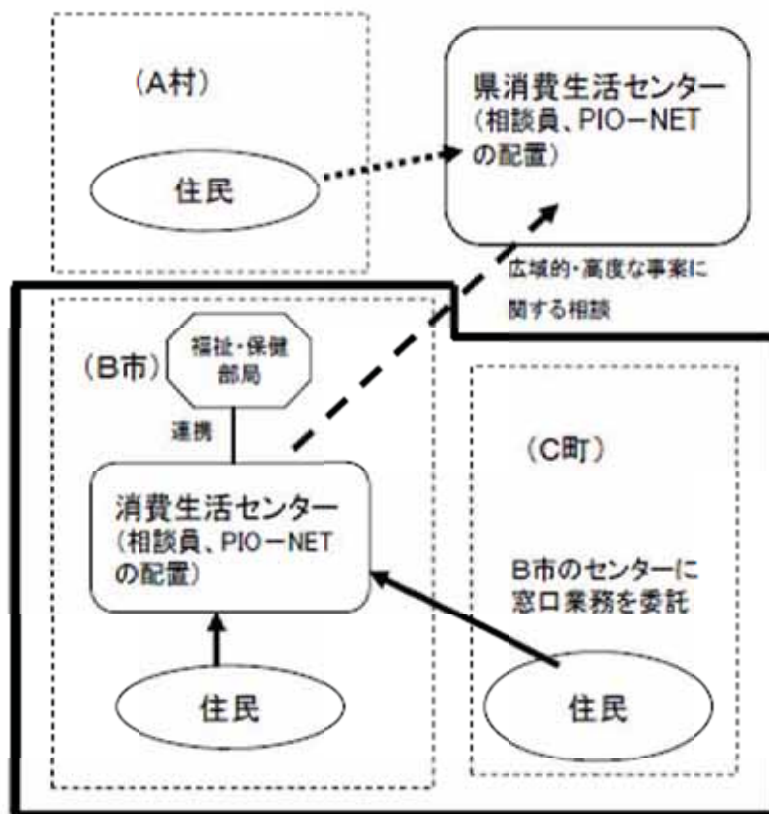 (A村)
住民
県消費生活センター
(相談員、PIO－NET
の配置)
広域的・高度な事案に
関する相談
(B市)
福祉・保健
部局
連携
消費生活センター
(相談員、PIO－NET
の配置)
住民
(C町)
B市のセンターに
窓口業務を委託
住民